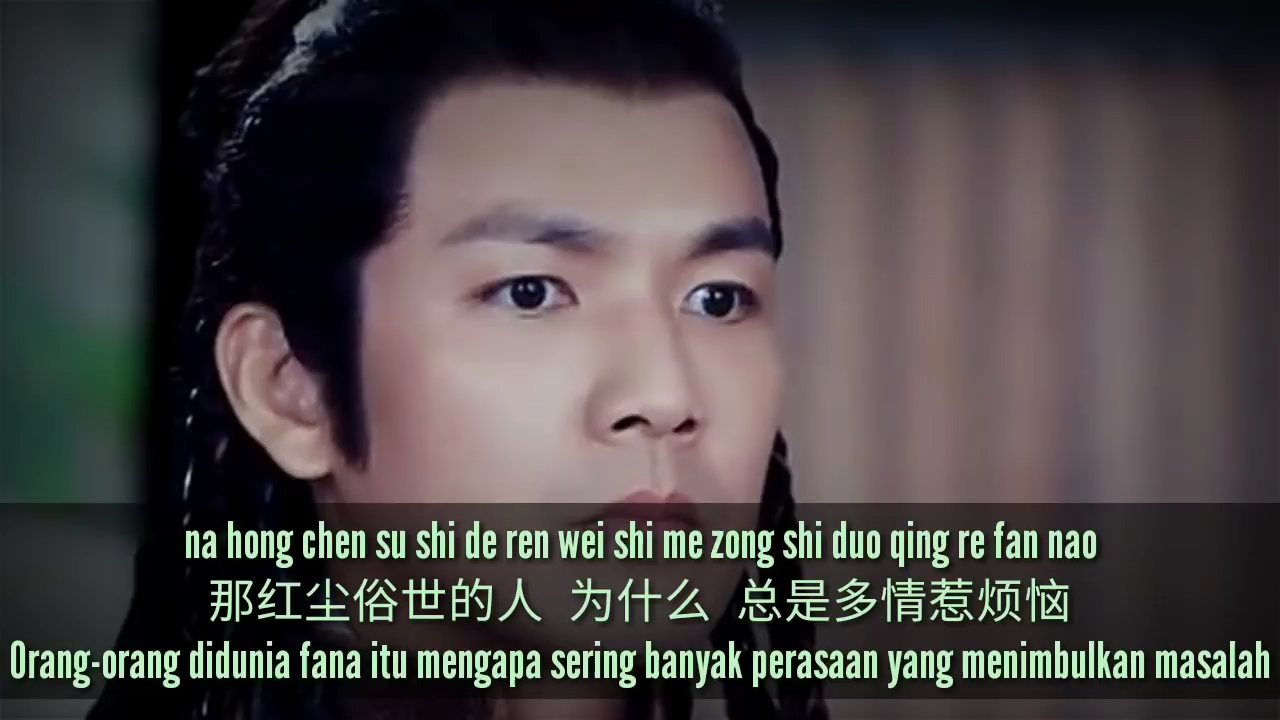 na hong chen su shi de ren wei shi me zong shi duo qing re fan nao
那红尘俗世的人 为什么 总是多情惹烦恼
Orang-orang didunia fana itu mengapa sering banyak perasaan yang menimbulkan masalah